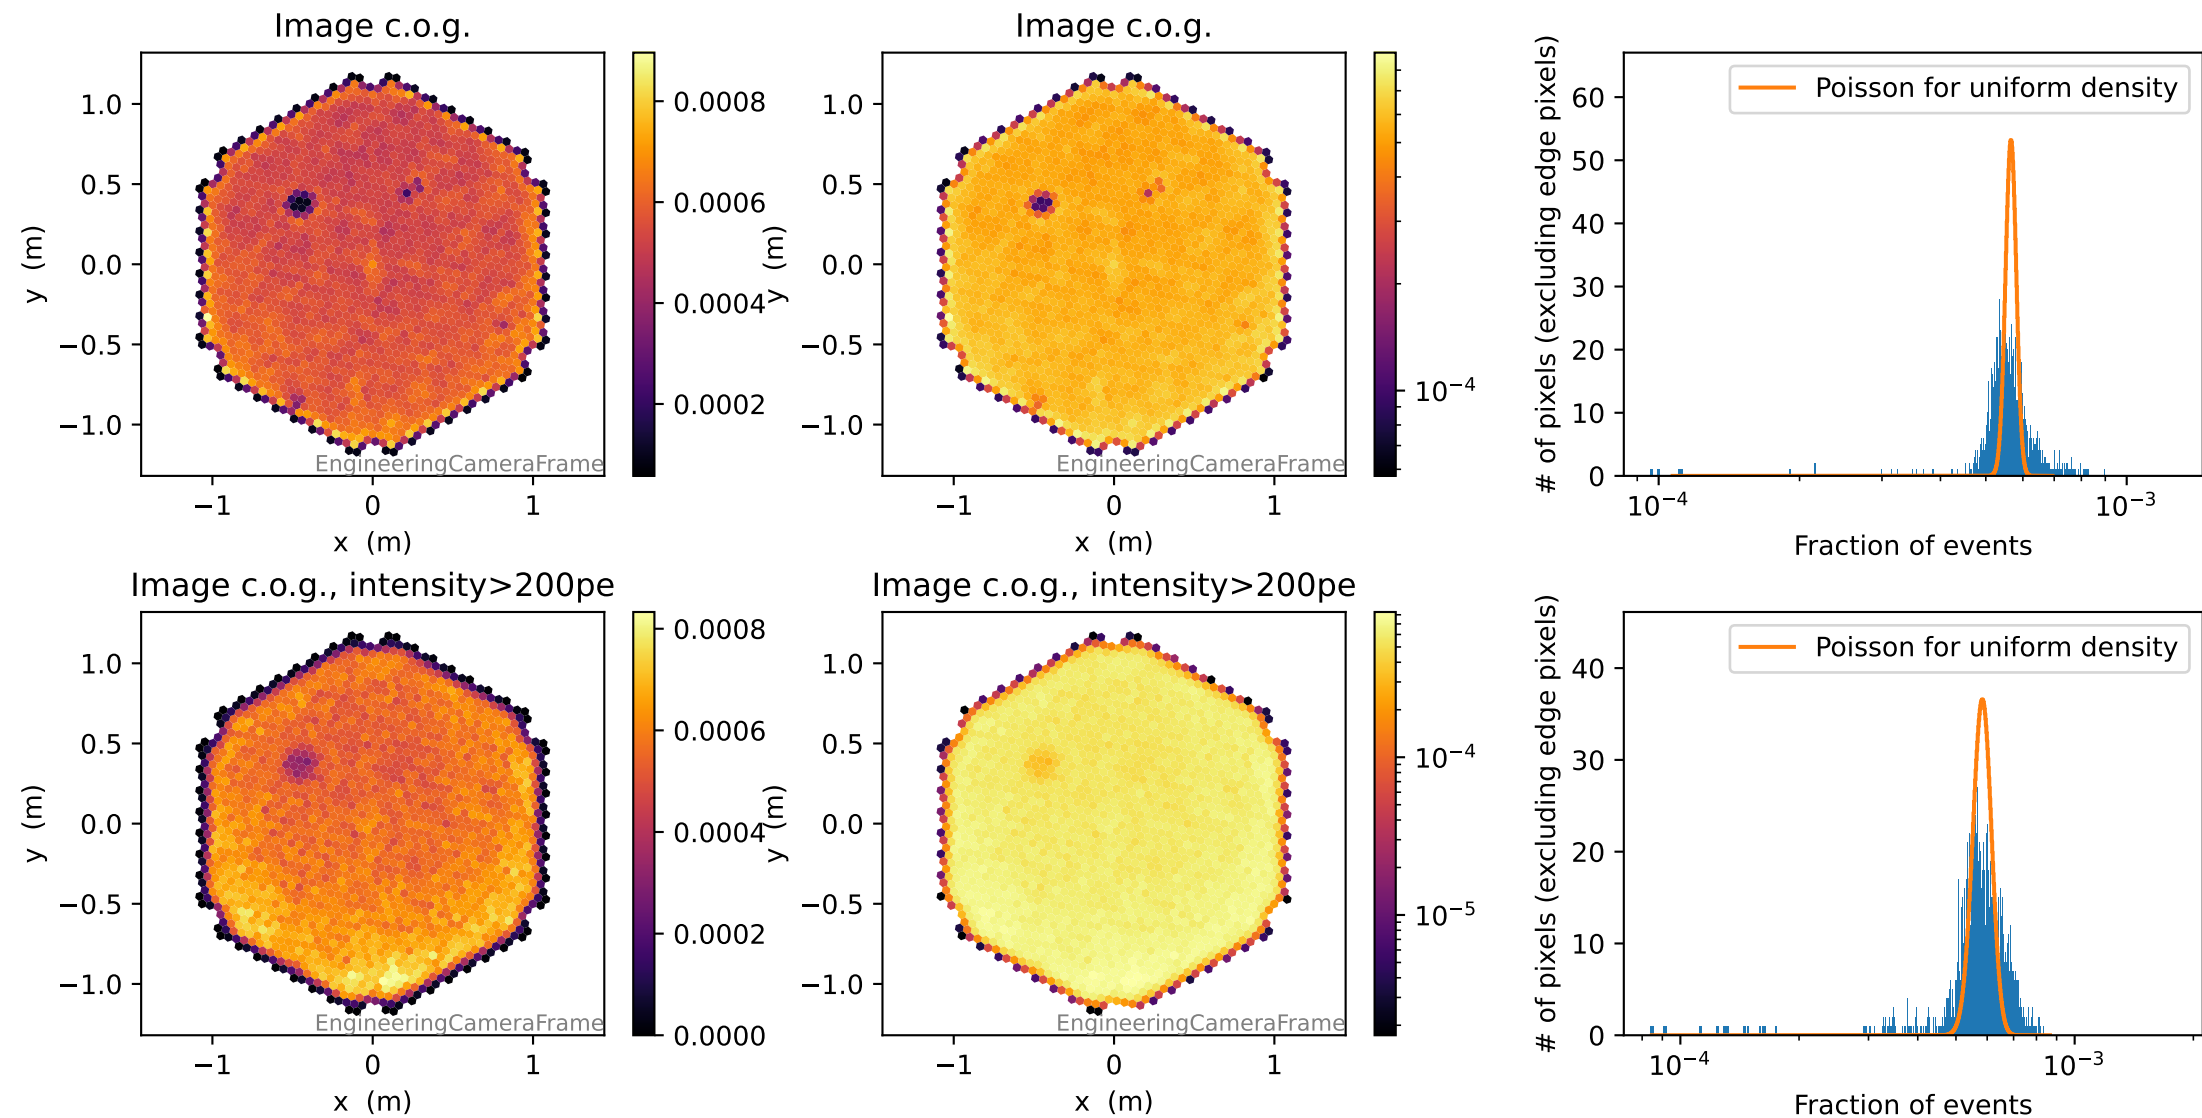 Image c.o.g.
1.0
0.5
0.0
−0.5
−1.0
y (m)
−1
0
1
x (m)
EngineeringCameraFrame
0.0008
0.0006
0.0004
0.0002
Image c.o.g.
1.0
0.5
0.0
−0.5
−1.0
y (m)
−1
0
1
x (m)
EngineeringCameraFrame
10⁻⁴
Poisson for uniform density
# of pixels (excluding edge pixels)
60
50
40
30
20
10
0
10⁻⁴
10⁻³
Fraction of events
Image c.o.g., intensity>200pe
1.0
0.5
0.0
−0.5
−1.0
y (m)
−1
0
1
x (m)
EngineeringCameraFrame
0.0008
0.0006
0.0004
0.0002
0.0000
Image c.o.g., intensity>200pe
1.0
0.5
0.0
−0.5
−1.0
y (m)
−1
0
1
x (m)
EngineeringCameraFrame
10⁻⁴
10⁻⁵
Poisson for uniform density
# of pixels (excluding edge pixels)
40
30
20
10
0
10⁻⁴
10⁻³
Fraction of events